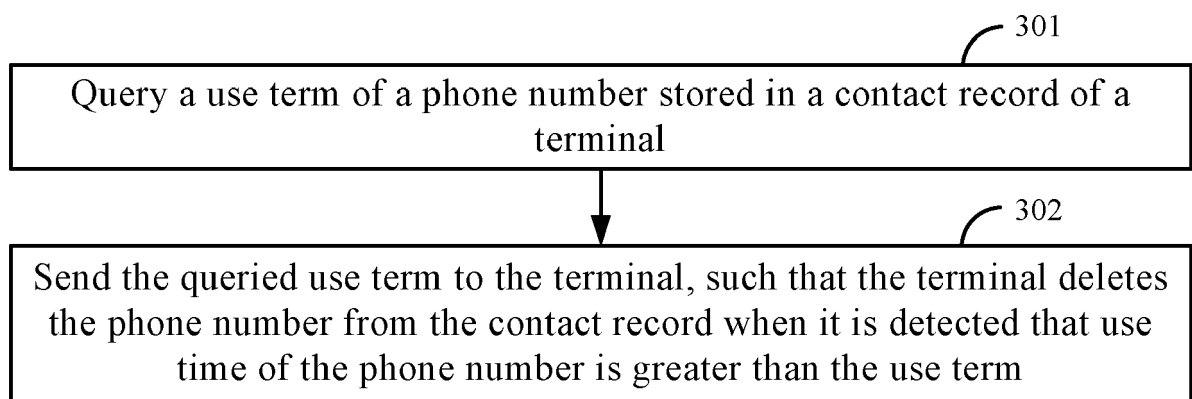 301
Query a use term of a phone number stored in a contact record of a
terminal
302
Send the queried use term to the terminal, such that the terminal deletes
the phone number from the contact record when it is detected that use
time of the phone number is greater than the use term